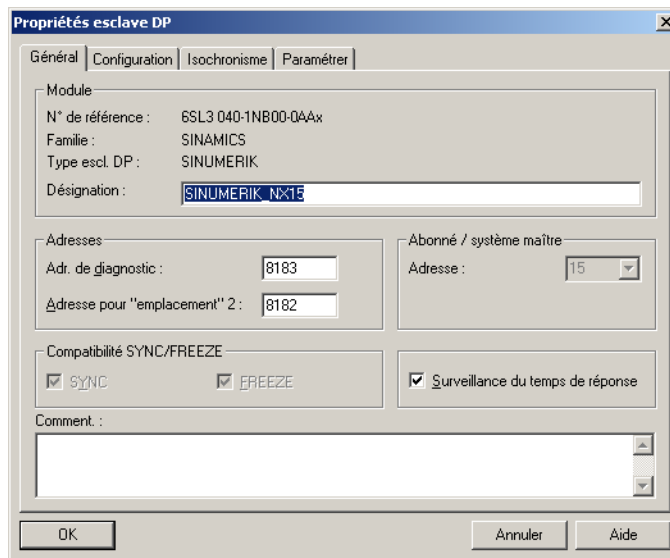 Propriétés esclave DP
Général Configuration Isochronisme Paramétrer
Module
N° de référence : 6SL3 040-1NB00-0AAx
Familie : SINAMICS
Type escl. DP : SINUMERIK
Désignation : SINUMERIK_NX15
Adresses
Adr. de diagnostic : 8183
Adresse pour "emplacement" 2 : 8182
Abonné / système maître
Adresse : 15
Compatibilité SYNC/FREEZE
SYNC FREEZE
Surveillance du temps de réponse
Comment. :
OK Annuler Aide